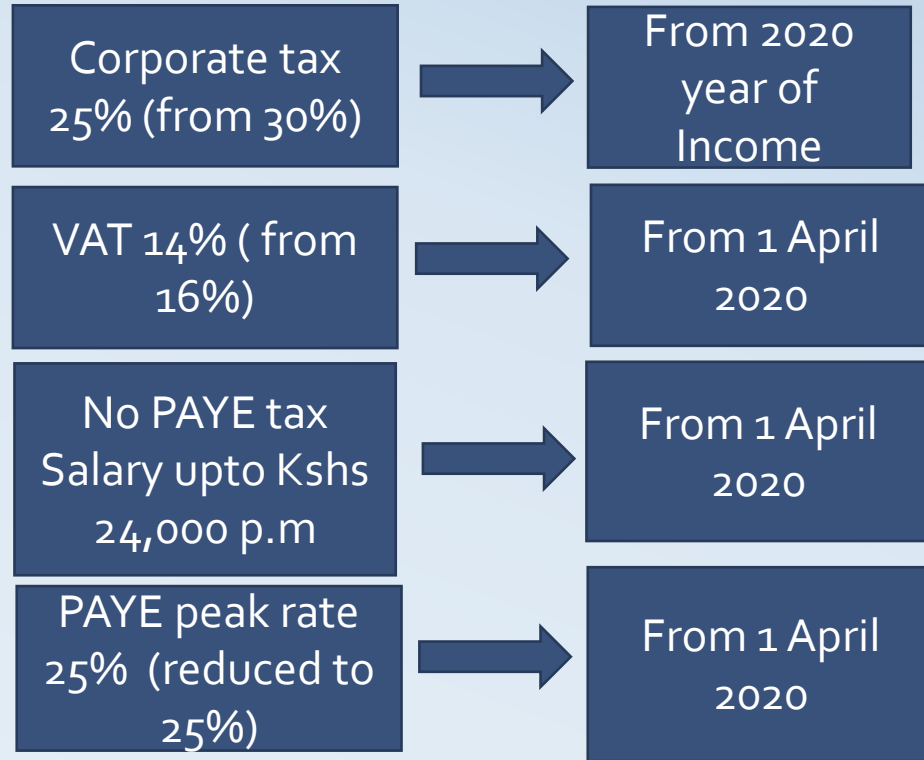 Corporate tax
25% (from 30%)
From 2020
year of
Income
VAT 14% ( from
16%)
From 1 April
2020
No PAYE tax
Salary upto Kshs
24,000 p.m
From 1 April
2020
PAYE peak rate
25%  (reduced to
25%)
From 1 April
2020